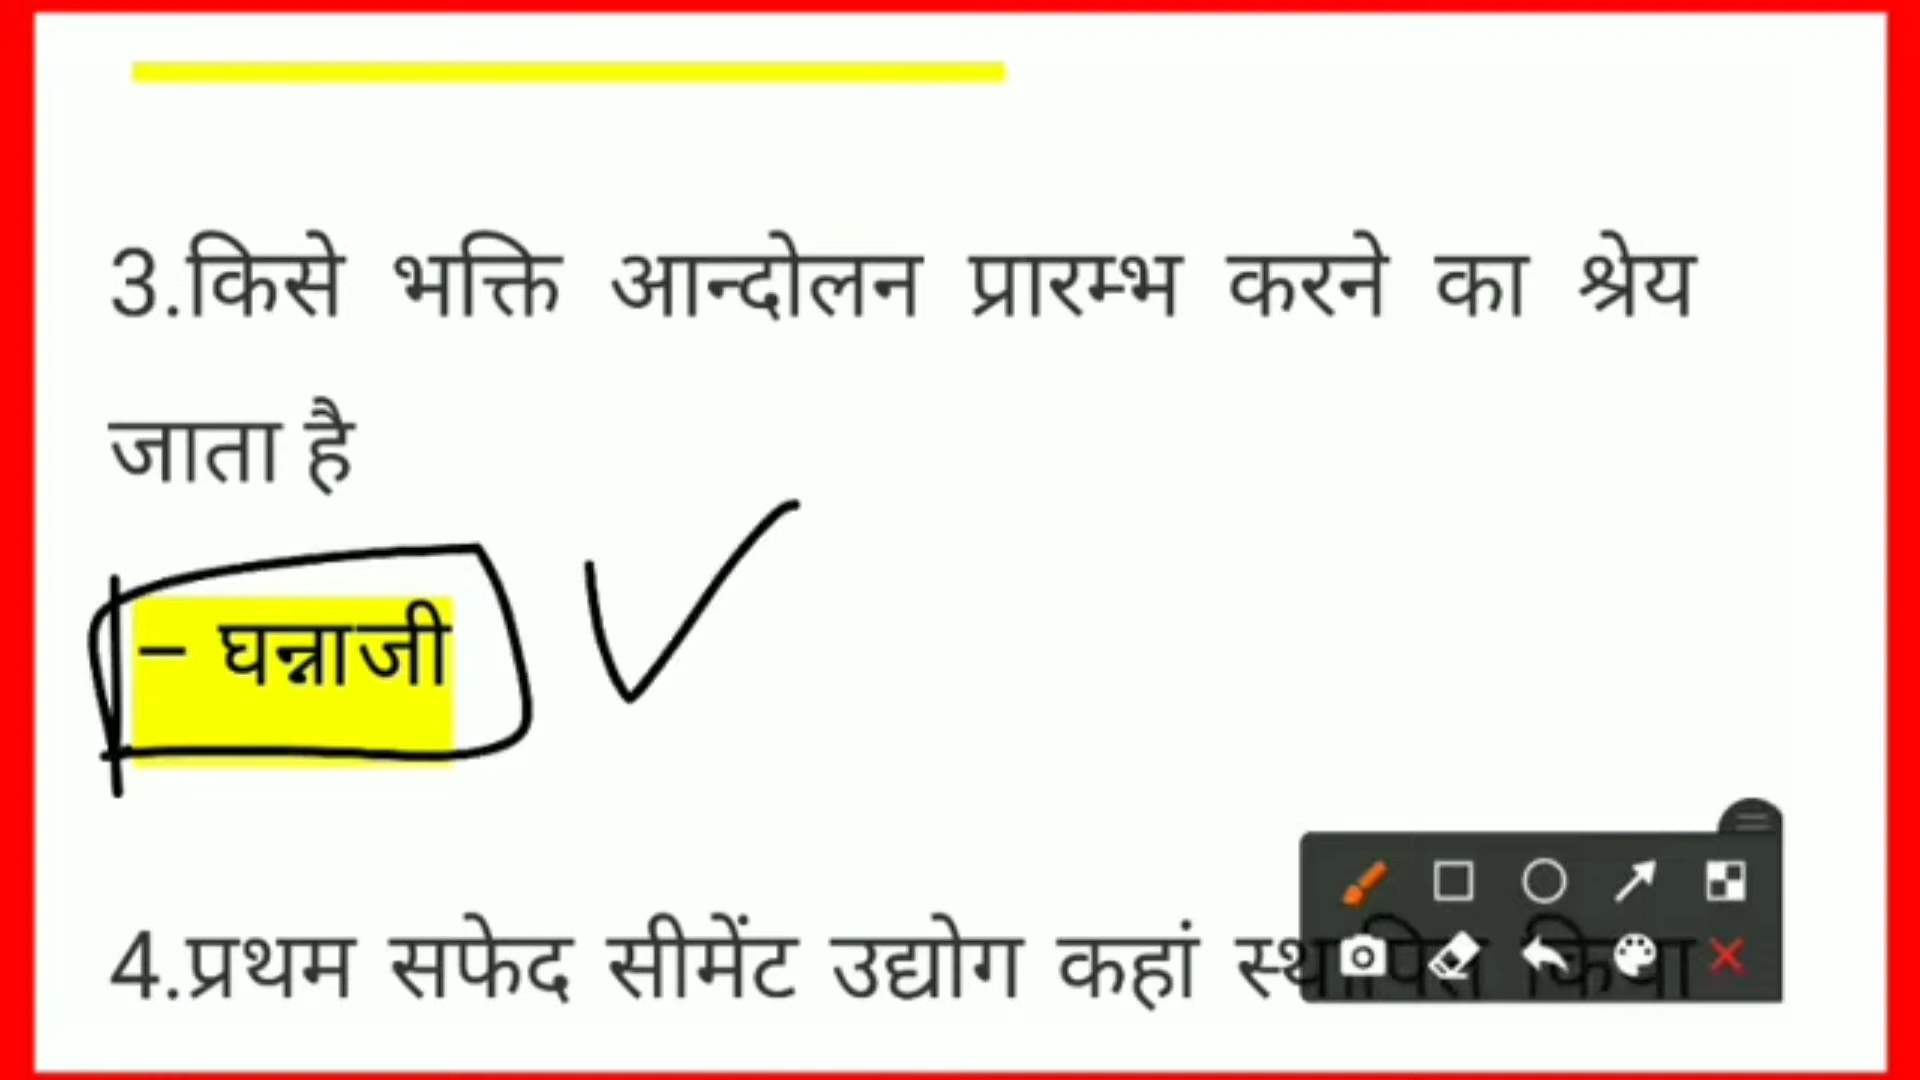 3.किसे भक्ति आन्दोलन प्रारम्भ करने का श्रेय
जाता है
– घन्नाजी
4.प्रथम सफेद सीमेंट उद्योग कहां स्थापित किया